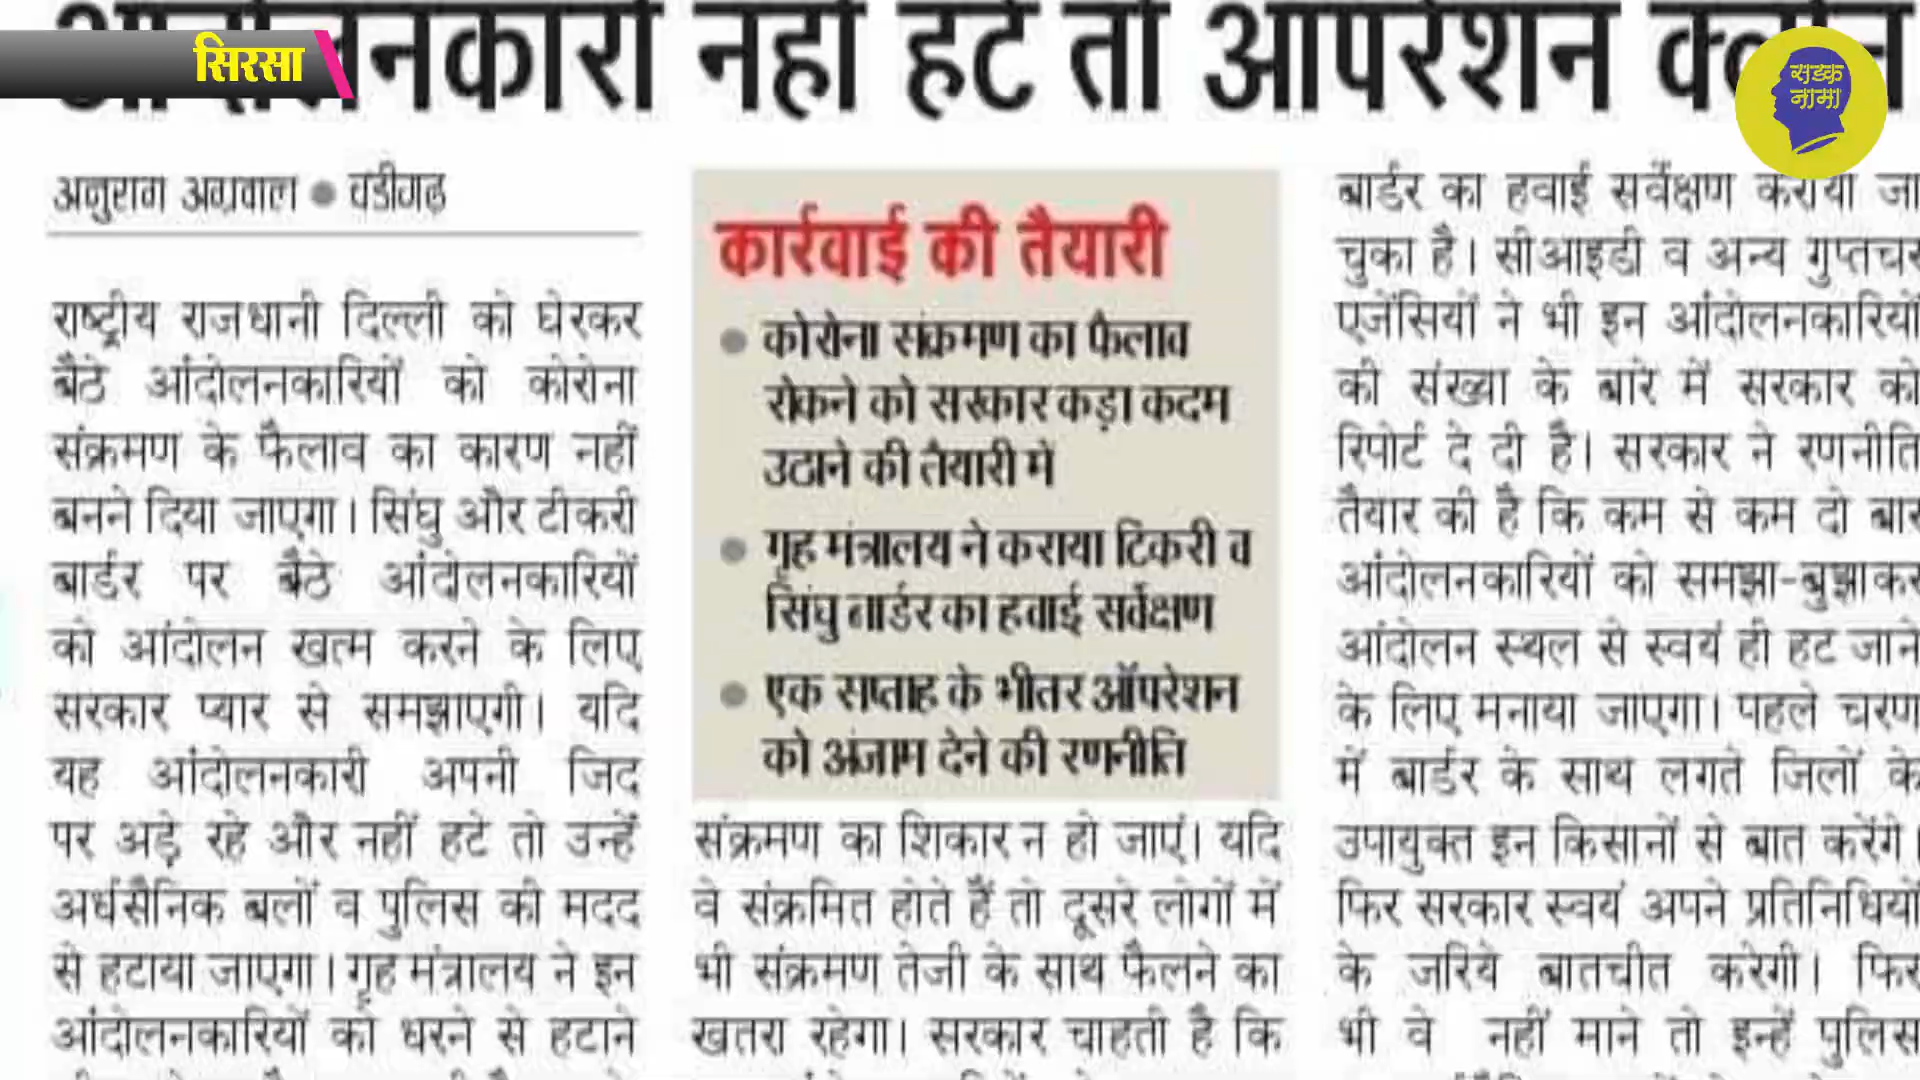 सिरसा
आंदोलनकारी नहीं हटे तो आपरेशन क्लीन
सड़क
नामा
अनुराग अग्रवाल ● चंडीगढ़
राष्ट्रीय राजधानी दिल्ली को घेरकर
बैठे आंदोलनकारियों को कोरोना
संक्रमण के फैलाव का कारण नहीं
बनने दिया जाएगा। सिंघु और टीकरी
बार्डर पर बैठे आंदोलनकारियों
को आंदोलन खत्म करने के लिए
सरकार प्यार से समझाएगी। यदि
यह आंदोलनकारी अपनी जिद
पर अड़े रहे और नहीं हटे तो उन्हें
अर्धसैनिक बलों व पुलिस की मदद
से हटाया जाएगा। गृह मंत्रालय ने इन
आंदोलनकारियों को धरने से हटाने
कार्रवाई की तैयारी
● कोरोना संक्रमण का फैलाव
रोकने को सरकार कड़ा कदम
उठाने की तैयारी में
● गृह मंत्रालय ने कराया टिकरी व
सिंघु बार्डर का हवाई सर्वेक्षण
● एक सप्ताह के भीतर ऑपरेशन
को अंजाम देने की रणनीति
संक्रमण का शिकार न हो जाएं। यदि
वे संक्रमित होते हैं तो दूसरे लोगों में
भी संक्रमण तेजी के साथ फैलने का
खतरा रहेगा। सरकार चाहती है कि
बार्डर का हवाई सर्वेक्षण कराया जा
चुका है। सीआइडी व अन्य गुप्तचर
एजेंसियों ने भी इन आंदोलनकारियों
की संख्या के बारे में सरकार को
रिपोर्ट दे दी है। सरकार ने रणनीति
तैयार की है कि कम से कम दो बार
आंदोलनकारियों को समझा-बुझाकर
आंदोलन स्थल से स्वयं ही हट जाने
के लिए मनाया जाएगा। पहले चरण
में बार्डर के साथ लगते जिलों के
उपायुक्त इन किसानों से बात करेंगे।
फिर सरकार स्वयं अपने प्रतिनिधियों
के जरिये बातचीत करेगी। फिर
भी वे नहीं माने तो इन्हें पुलिस